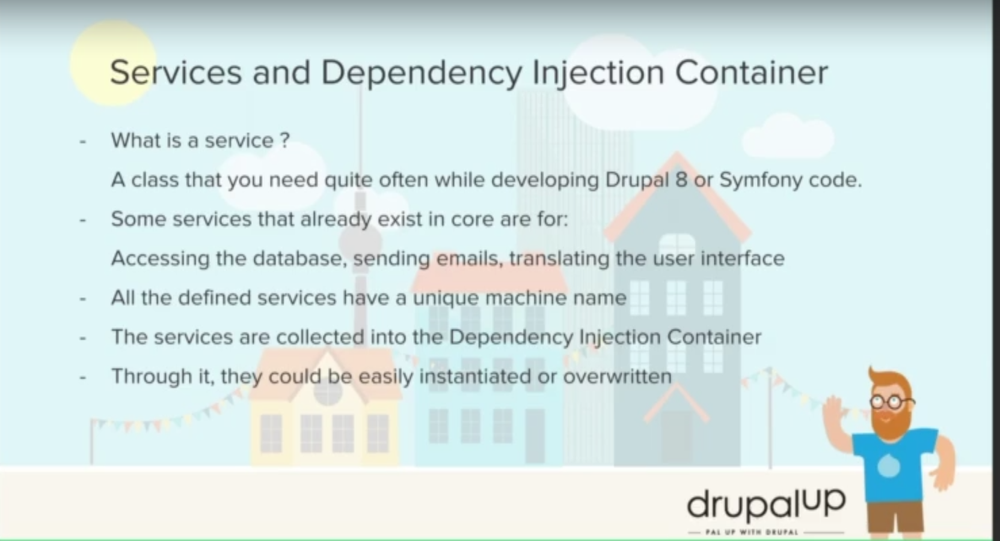 Services and Dependency Injection Container
- What is a service ?
A class that you need quite often while developing Drupal 8 or Symfony code.
- Some services that already exist in core are for:
Accessing the database, sending emails, translating the user interface
- All the defined services have a unique machine name
- The services are collected into the Dependency Injection Container
- Through it, they could be easily instantiated or overwritten
drupalup
PAL UP WITH DRUPAL